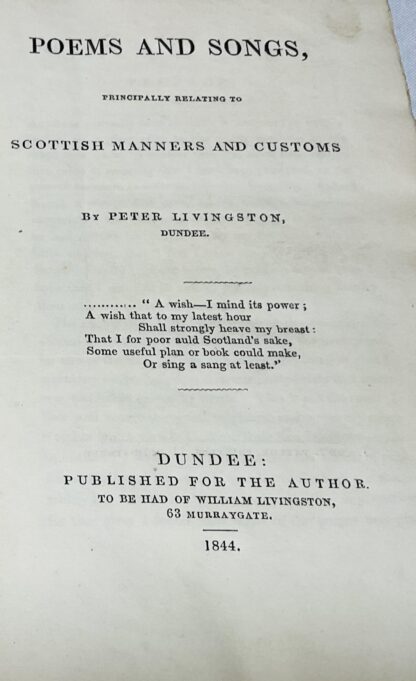 POEMS AND SONGS,
PRINCIPALLY RELATING TO
SCOTTISH MANNERS AND CUSTOMS
BY PETER LIVINGSTON,
DUNDEE.
............ " A wish—I mind its power ;
A wish that to my latest hour
Shall strongly heave my breast :
That I for poor auld Scotland's sake,
Some useful plan or book could make,
Or sing a sang at least."
DUNDEE:
PUBLISHED FOR THE AUTHOR.
TO BE HAD OF WILLIAM LIVINGSTON,
63 MURRAYGATE.
1844.